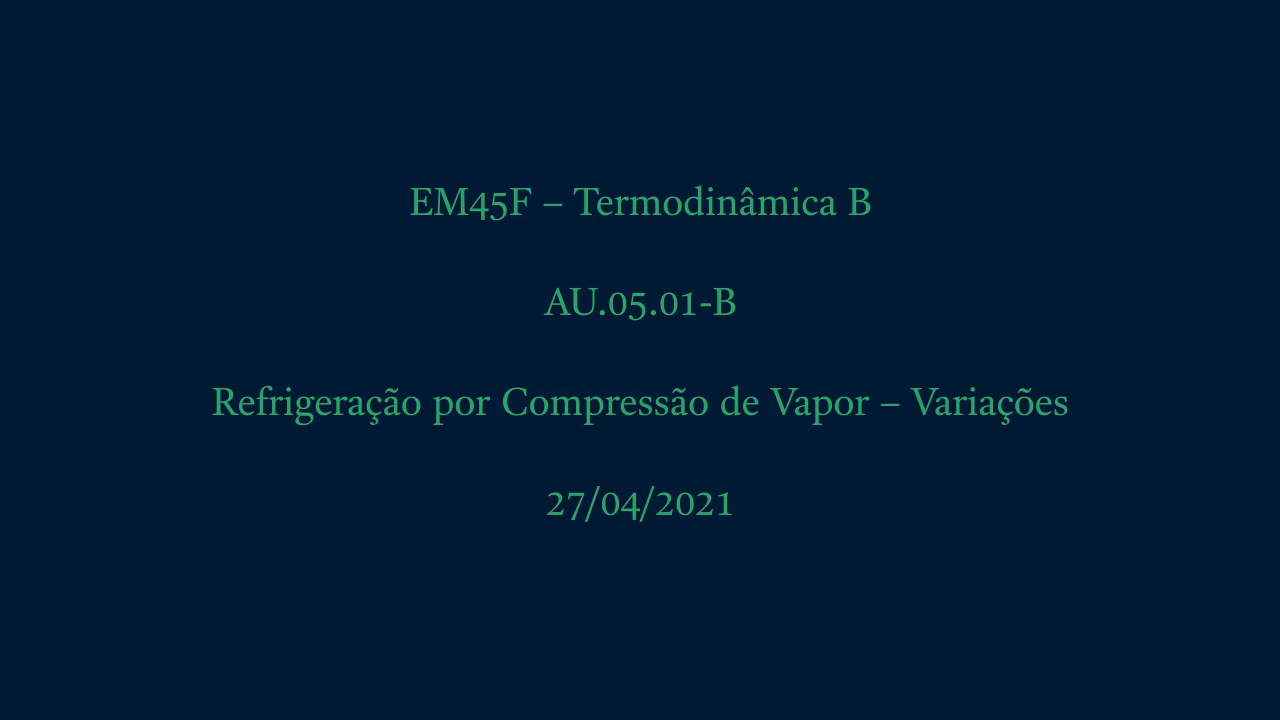 EM45F – Termodinâmica B
AU.05.01-B
Refrigeração por Compressão de Vapor – Variações
27/04/2021